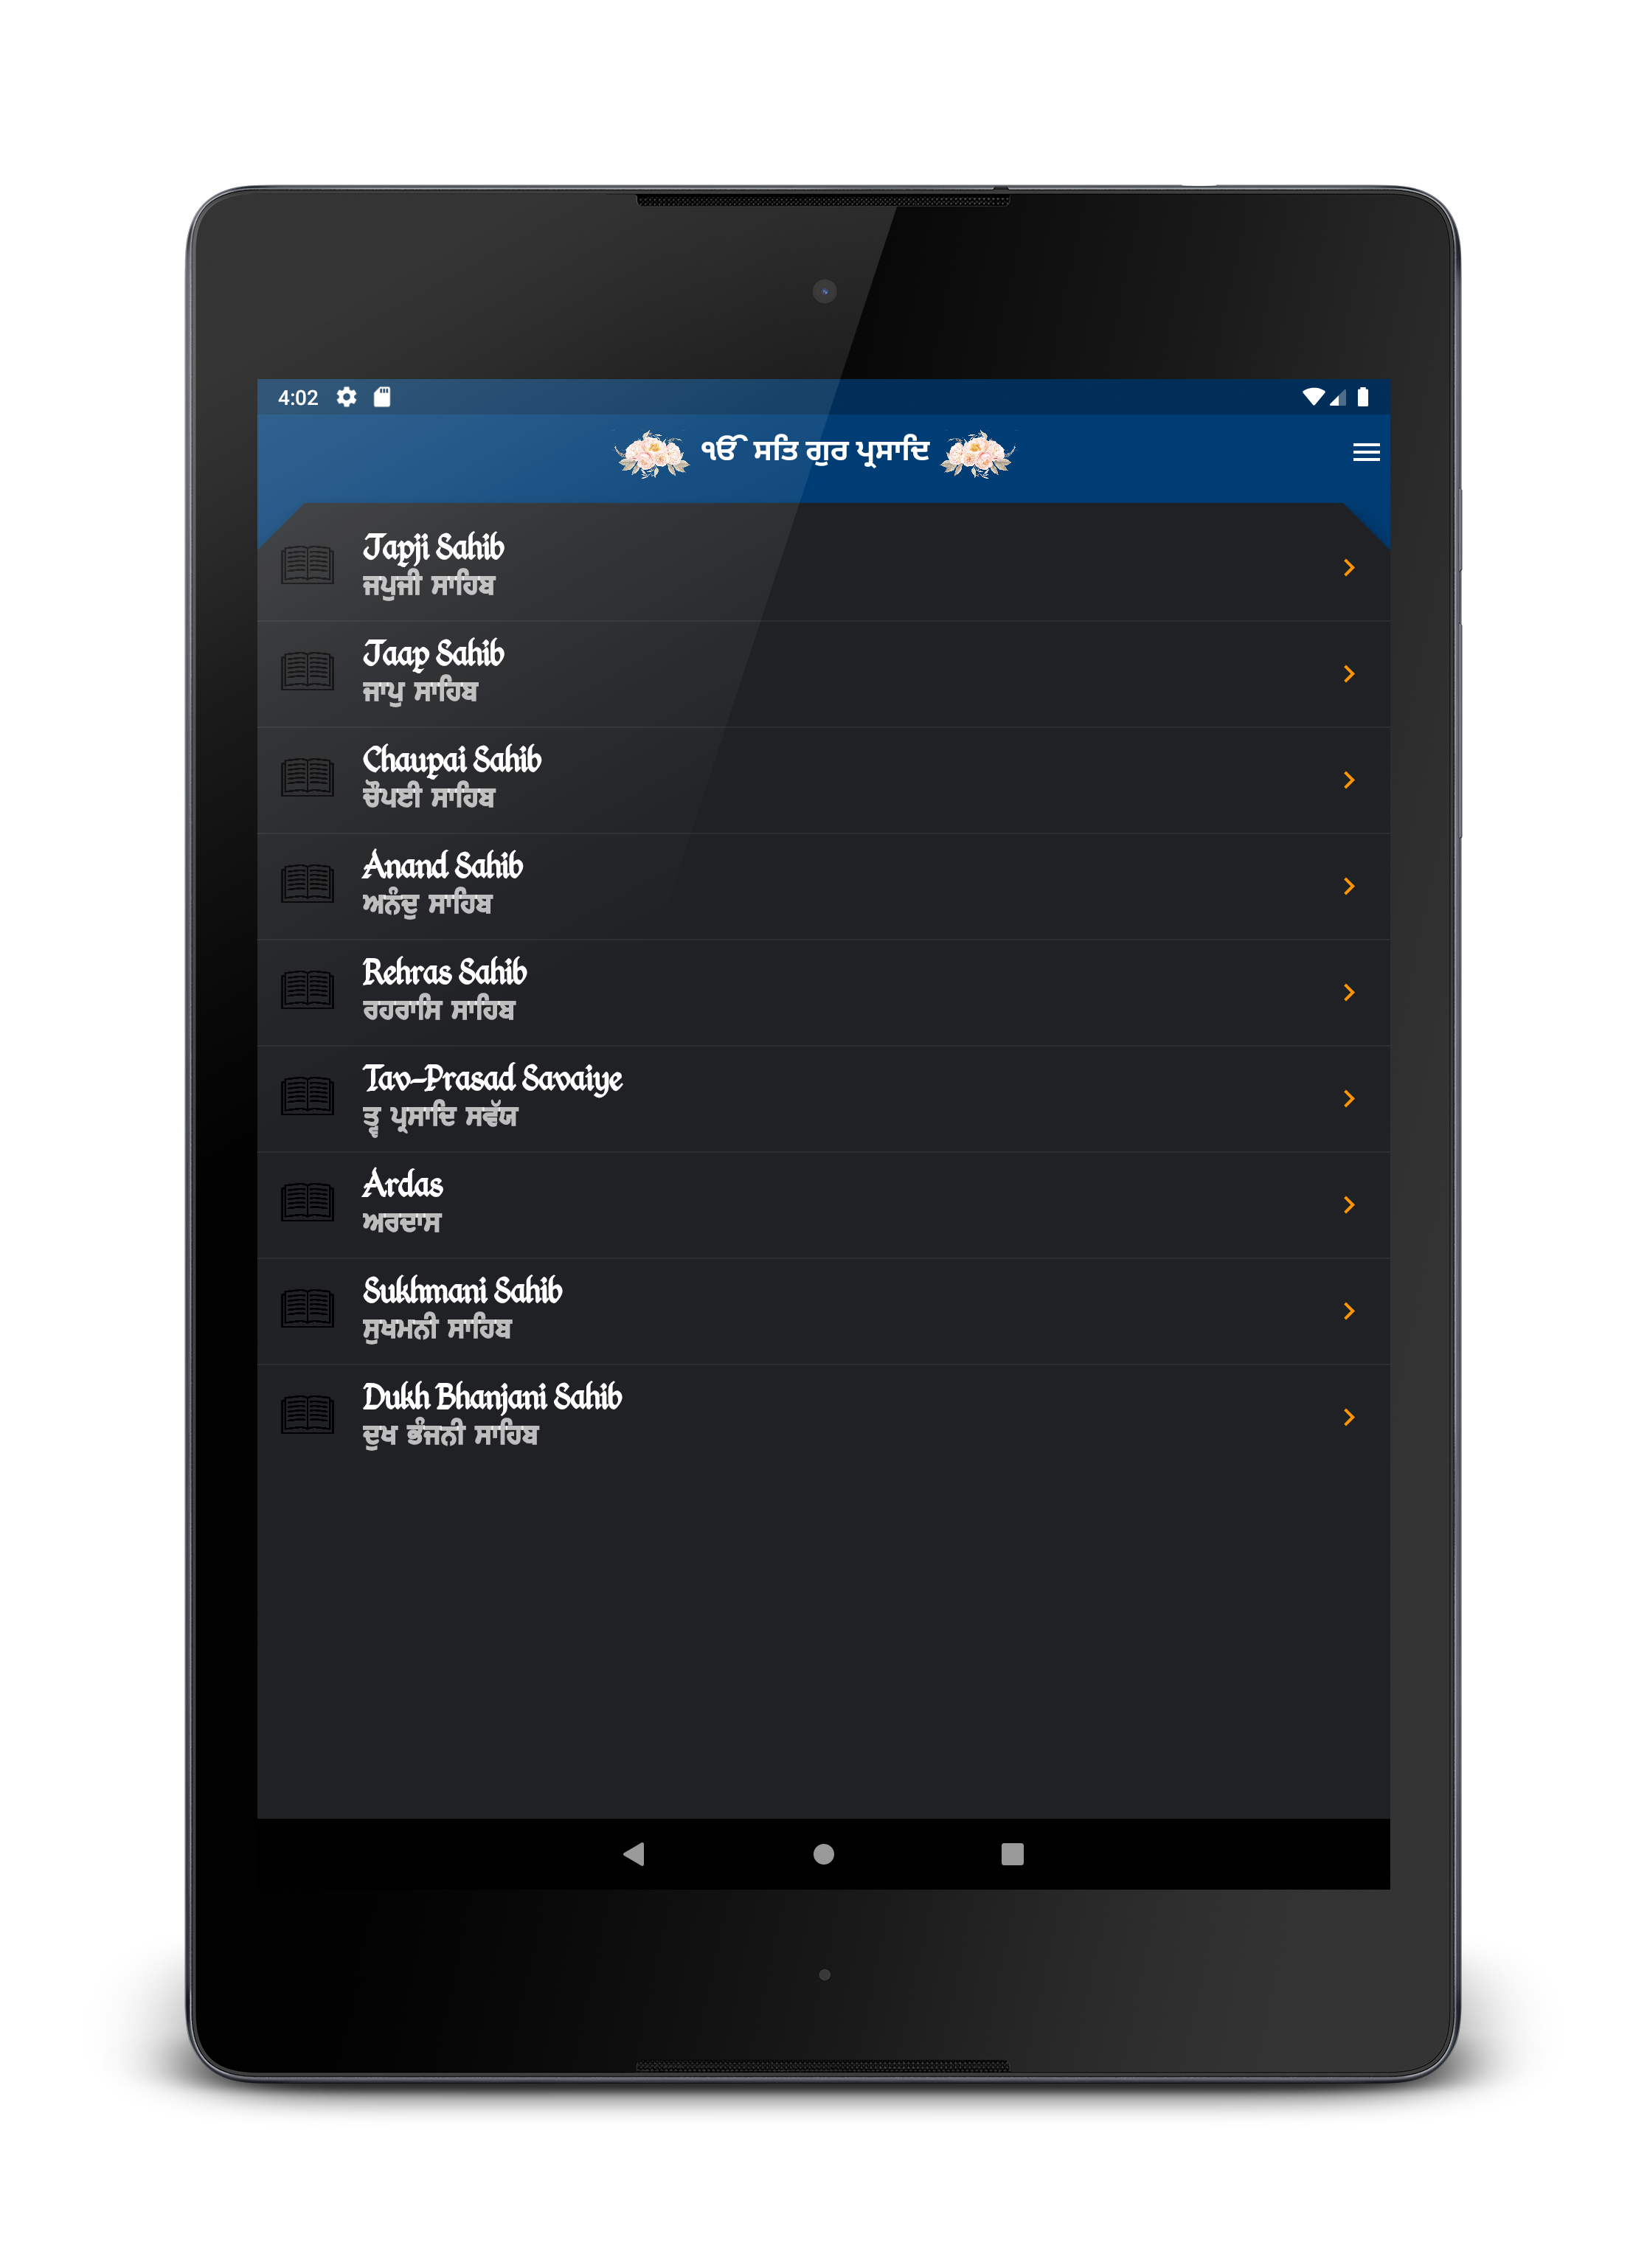 4:02
ੴ ਸਤਿ ਗੁਰ ਪ੍ਰਸਾਦਿ
Japji Sahib
ਜਪੁਜੀ ਸਾਹਿਬ
Jaap Sahib
ਜਾਪੁ ਸਾਹਿਬ
Chaupai Sahib
ਚੌਪਈ ਸਾਹਿਬ
Anand Sahib
ਅਨੰਦੁ ਸਾਹਿਬ
Rehras Sahib
ਰਹਰਾਸਿ ਸਾਹਿਬ
Tav-Prasad Savaiye
ਤ੍ਵ ਪ੍ਰਸਾਦਿ ਸਵੱਯੇ
Ardas
ਅਰਦਾਸ
Sukhmani Sahib
ਸੁਖਮਨੀ ਸਾਹਿਬ
Dukh Bhanjani Sahib
ਦੁਖ ਭੰਜਨੀ ਸਾਹਿਬ